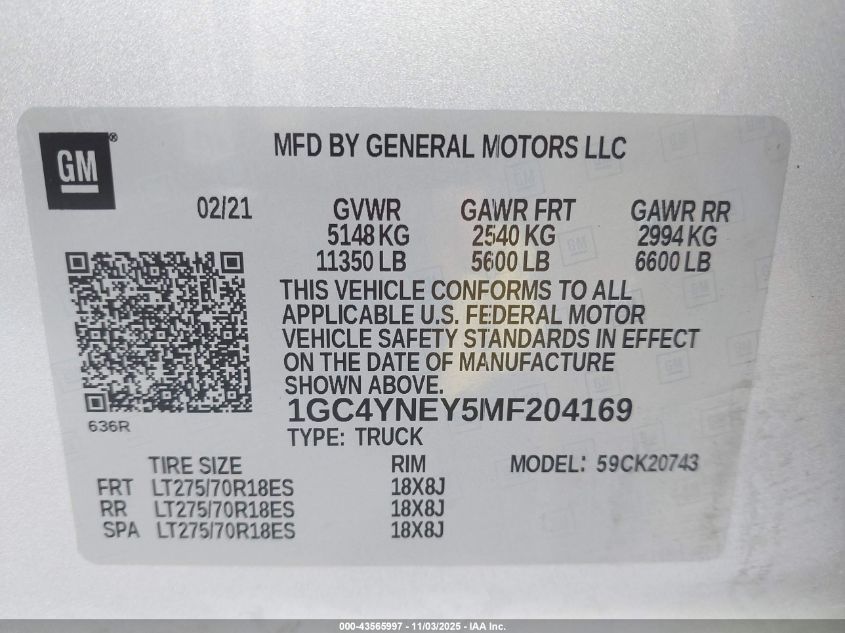 GM®
MFD BY GENERAL MOTORS LLC
02/21 GVWR GAWR FRT GAWR RR
5148 KG 2540 KG 2994 KG
11350 LB 5600 LB 6600 LB
THIS VEHICLE CONFORMS TO ALL
APPLICABLE U.S. FEDERAL MOTOR
VEHICLE SAFETY STANDARDS IN EFFECT
ON THE DATE OF MANUFACTURE
SHOWN ABOVE.
636R
1GC4YNEY5MF204169
TYPE: TRUCK
TIRE SIZE RIM MODEL: 59CK20743
FRT LT275/70R18ES 18X8J
RR LT275/70R18ES 18X8J
SPA LT275/70R18ES 18X8J
000-43565997 - 11/03/2025 - IAA Inc.